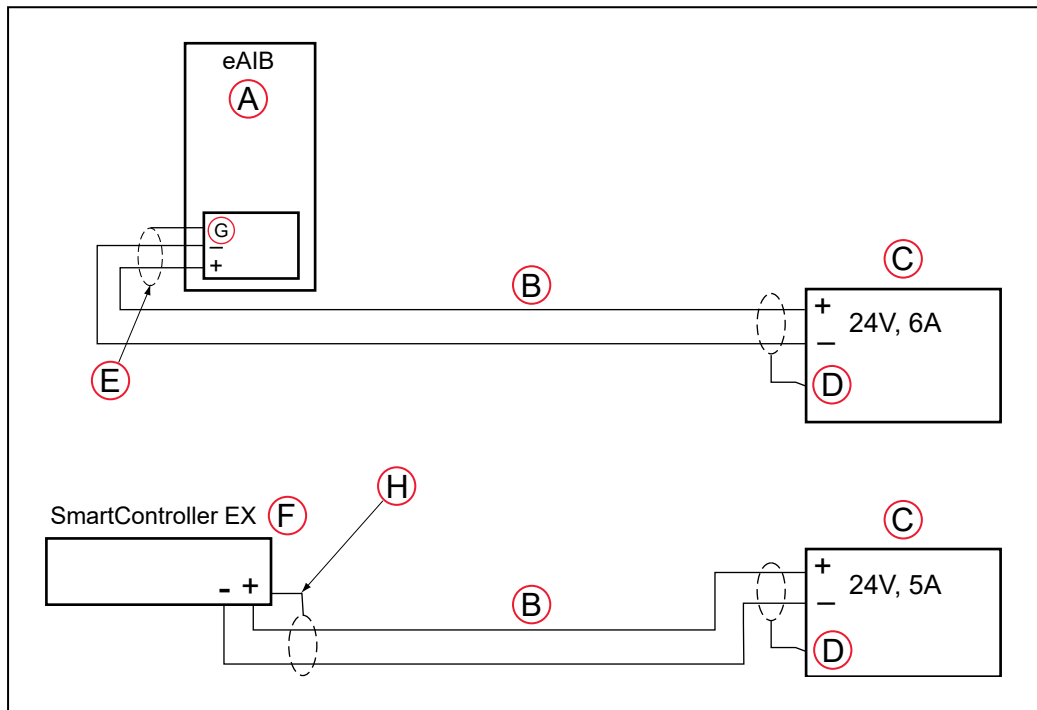 eAIB
A
G
–
+
B
C
+
24V, 6A
–
E
D
H
SmartController EX F
- +
B
C
+
24V, 5A
–
D